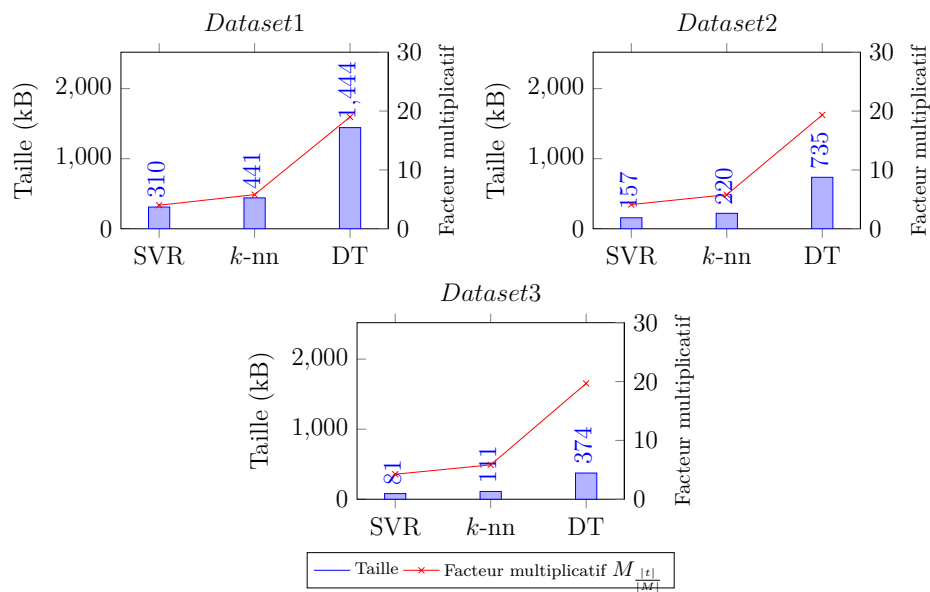 Dataset1
Taille (kB)
2,000
1,000
0
310
441
1,444
30
20
10
0
Facteur multiplicatif
SVR
k-nn
DT
Dataset2
Taille (kB)
2,000
1,000
0
157
220
735
30
20
10
0
Facteur multiplicatif
SVR
k-nn
DT
Dataset3
Taille (kB)
2,000
1,000
0
81
111
374
30
20
10
0
Facteur multiplicatif
SVR
k-nn
DT
Taille
Facteur multiplicatif M |t| / |M|